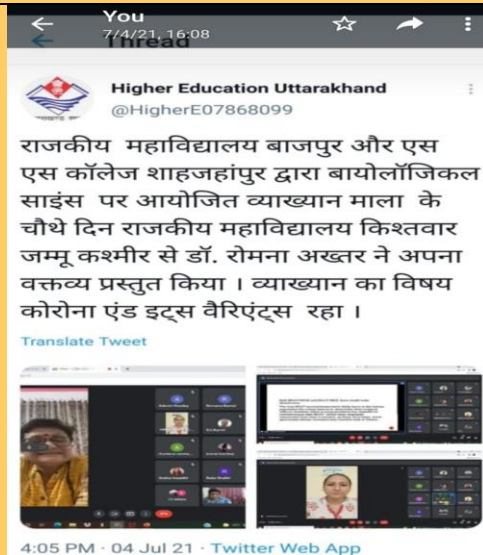 You
7/4/21, 16:08
Thread
Higher Education Uttarakhand
@HigherE07868099
राजकीय महाविद्यालय बाजपुर और एस
एस कॉलेज शाहजहांपुर द्वारा बायोलॉजिकल
साइंस पर आयोजित व्याख्यान माला के
चौथे दिन राजकीय महाविद्यालय किश्तवार
जम्मू कश्मीर से डॉ. रोमना अख्तर ने अपना
वक्तव्य प्रस्तुत किया । व्याख्यान का विषय
कोरोना एंड इट्स वैरिएंट्स रहा ।
Translate Tweet
4:05 PM · 04 Jul 21 · Twitter Web App